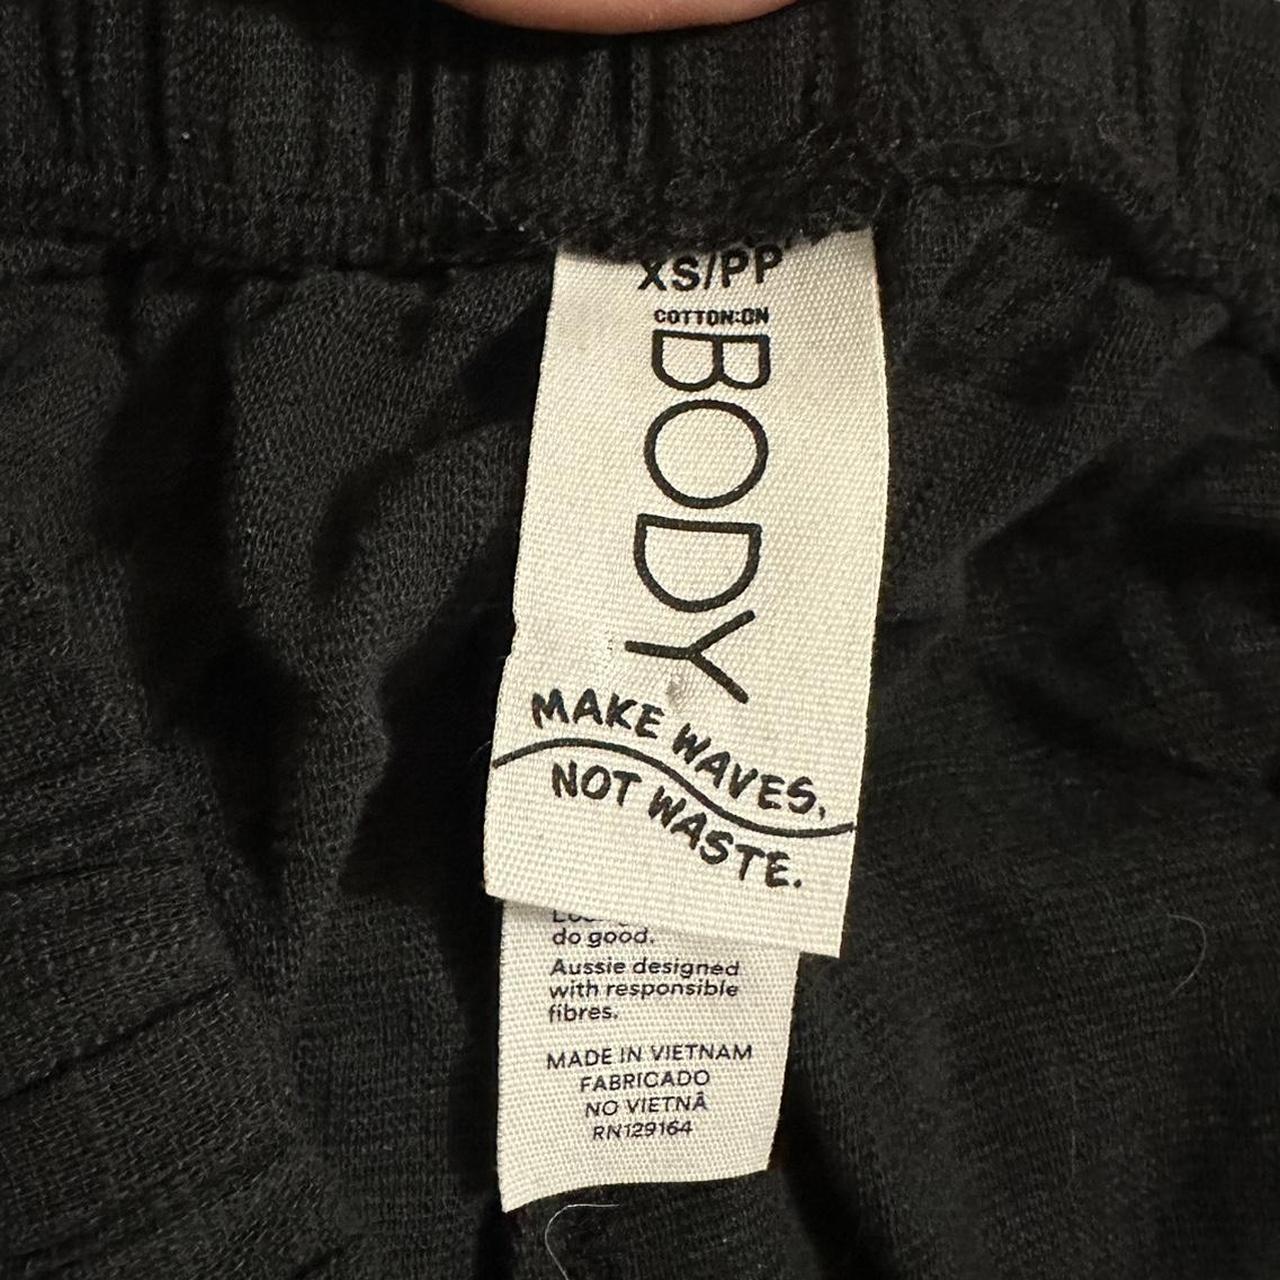 XS/PP
COTTON:ON
BODY
MAKE WAVES,
NOT WASTE.
do good.
Aussie designed
with responsible
fibres.
MADE IN VIETNAM
FABRICADO
NO VIETNÃ
RN129164